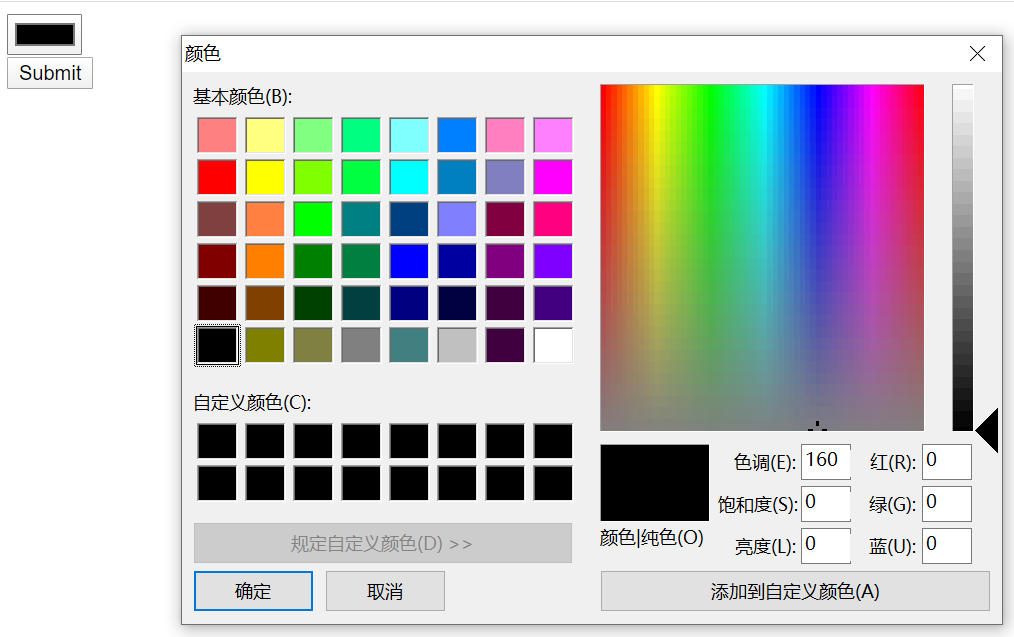 Submit
颜色
基本颜色(B):
自定义颜色(C):
规定自定义颜色(D) >>
确定
取消
颜色|纯色(O)
色调(E): 160
红(R): 0
饱和度(S): 0
绿(G): 0
亮度(L): 0
蓝(U): 0
添加到自定义颜色(A)